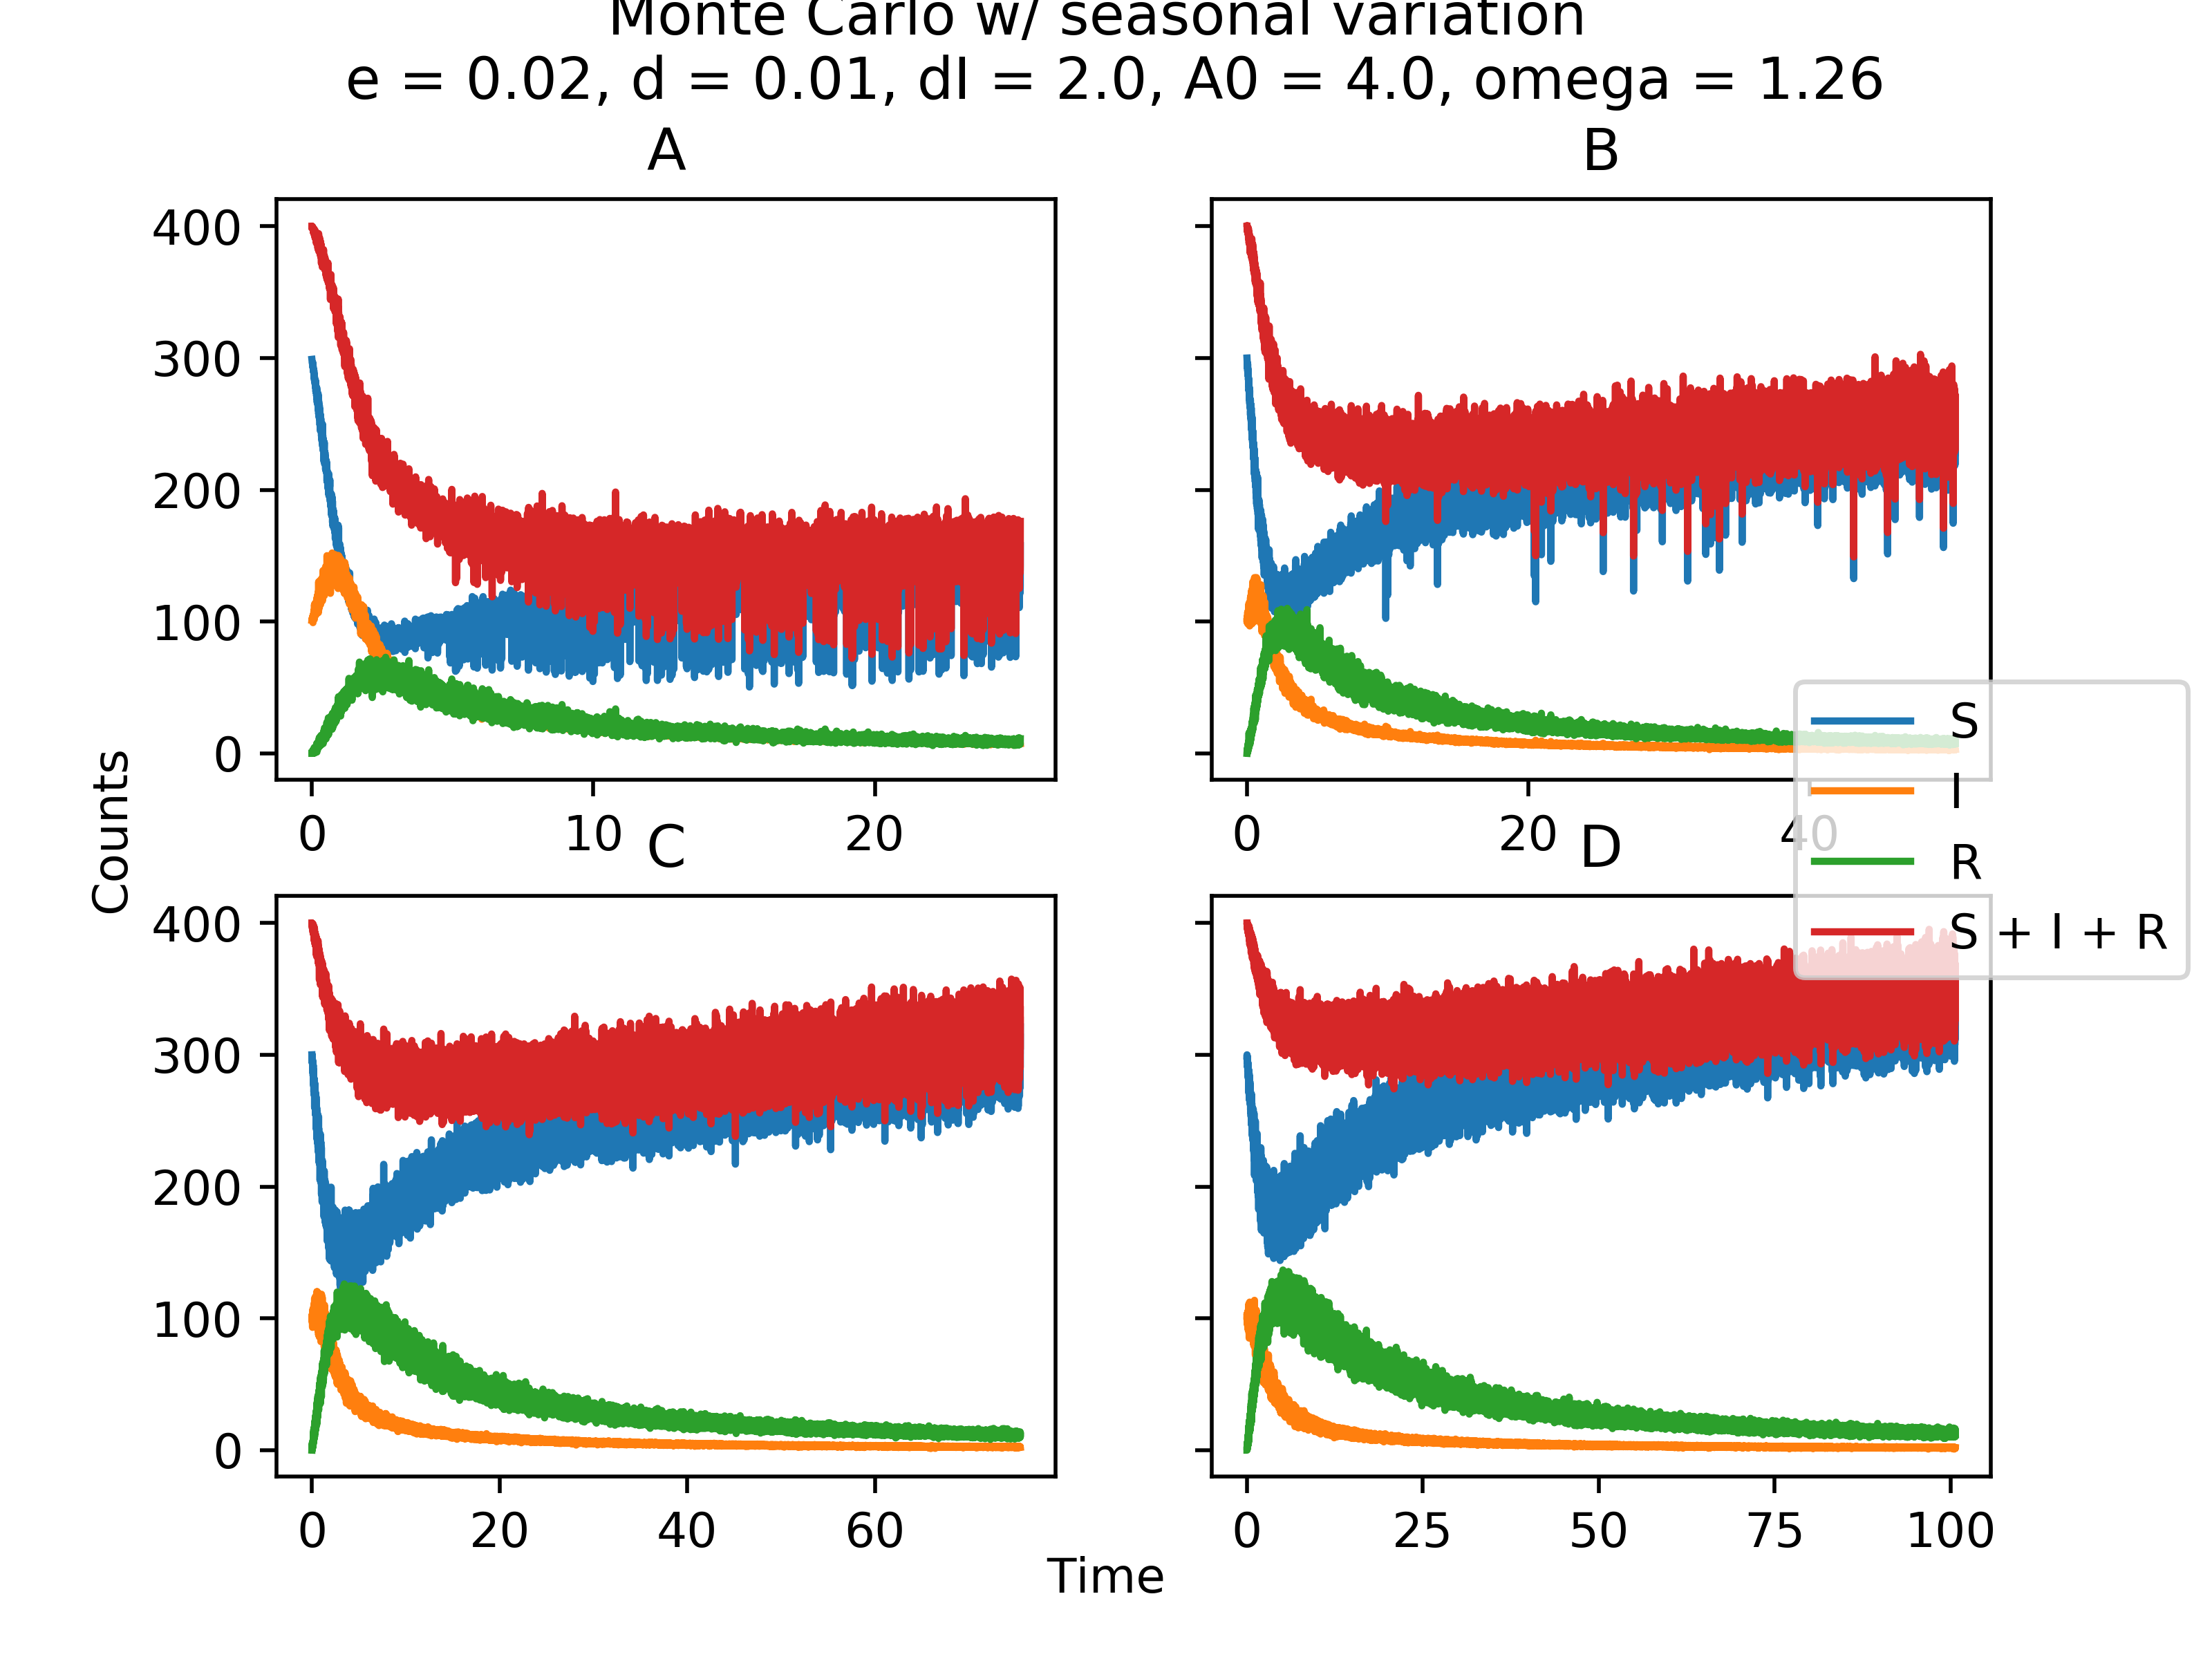 Monte Carlo w/ seasonal variation
e = 0.02, d = 0.01, dI = 2.0, A0 = 4.0, omega = 1.26
A
B
400
300
200
100
0
0 10 20
0 20 40
Counts
C
D
S
I
R
S + I + R
400
300
200
100
0
0 20 40 60
0 25 50 75 100
Time